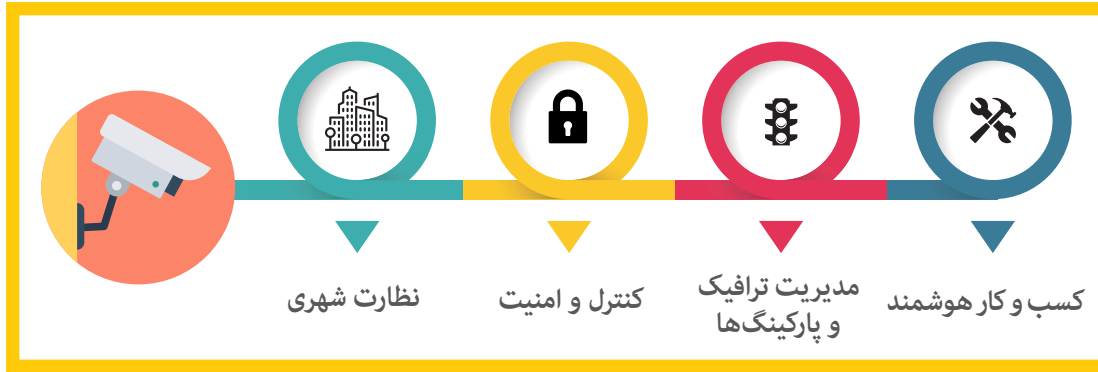 کسب و کار هوشمند
مدیریت ترافیک
و پارکینگ‌ها
کنترل و امنیت
نظارت شهری